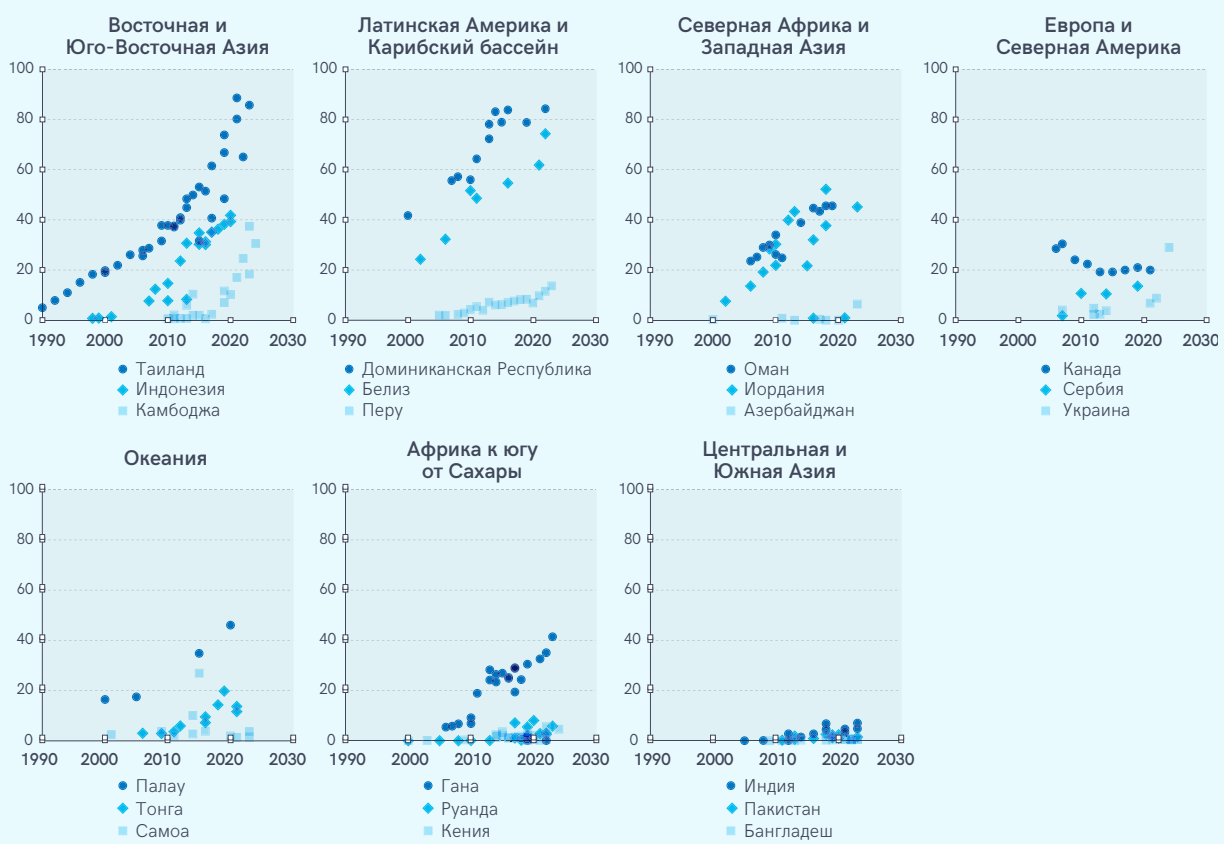 Восточная и
Юго-Восточная Азия
100
80
60
40
20
0
1990
2000
2010
2020
2030
Таиланд
Индонезия
Камбоджа
Латинская Америка и
Карибский бассейн
100
80
60
40
20
0
1990
2000
2010
2020
2030
Доминиканская Республика
Белиз
Перу
Северная Африка и
Западная Азия
100
80
60
40
20
0
1990
2000
2010
2020
2030
Оман
Иордания
Азербайджан
Европа и
Северная Америка
100
80
60
40
20
0
1990
2000
2010
2020
2030
Канада
Сербия
Украина
Океания
100
80
60
40
20
0
1990
2000
2010
2020
2030
Палау
Тонга
Самоа
Африка к югу
от Сахары
100
80
60
40
20
0
1990
2000
2010
2020
2030
Гана
Руанда
Кения
Центральная и
Южная Азия
100
80
60
40
20
0
1990
2000
2010
2020
2030
Индия
Пакистан
Бангладеш